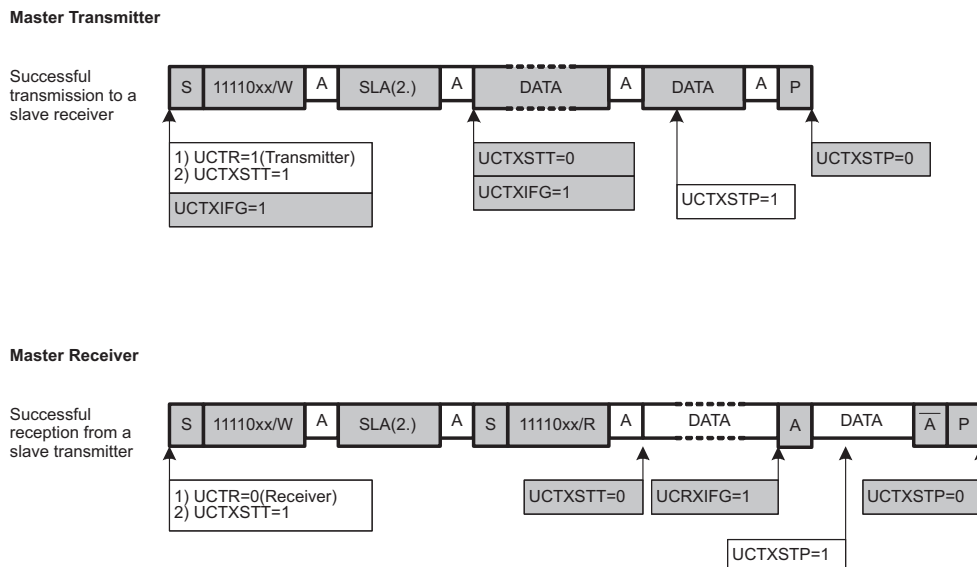 Master Transmitter
Successful
transmission to a
slave receiver
S 11110xx/W A SLA(2.) A DATA A DATA A P
1) UCTR=1(Transmitter)
2) UCTXSTT=1
UCTXIFG=1
UCTXSTT=0
UCTXIFG=1
UCTXSTP=1
UCTXSTP=0
Master Receiver
Successful
reception from a
slave transmitter
S 11110xx/W A SLA(2.) A S 11110xx/R A DATA A DATA A̅ P
1) UCTR=0(Receiver)
2) UCTXSTT=1
UCTXSTT=0
UCRXIFG=1
UCTXSTP=1
UCTXSTP=0